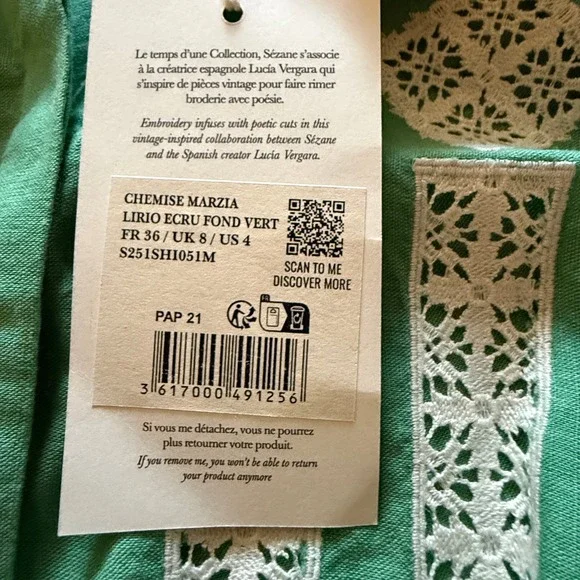 Le temps d'une Collection, Sézane s'associe
à la créatrice espagnole Lucía Vergara qui
s'inspire de pièces vintage pour faire rimer
broderie avec poésie.
Embroidery infuses with poetic cuts in this
vintage-inspired collaboration between Sézane
and the Spanish creator Lucía Vergara.
CHEMISE MARZIA
LIRIO ECRU FOND VERT
FR 36 / UK 8 / US 4
S251SHI051M
SCAN TO ME
DISCOVER MORE
PAP 21
FR
3 617000 491256
Si vous me détachez, vous ne pourrez
plus retourner votre produit.
If you remove me, you won't be able to return
your product anymore